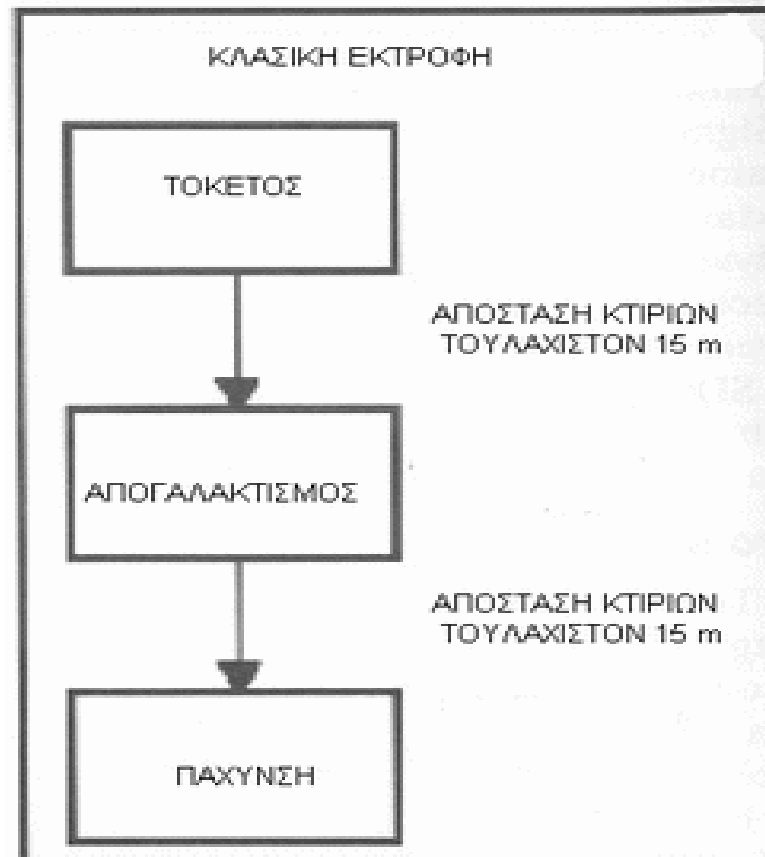 ΚΛΑΣΙΚΗ ΕΚΤΡΟΦΗ
ΤΟΚΕΤΟΣ
ΑΠΟΣΤΑΣΗ ΚΤΙΡΙΩΝ
ΤΟΥΛΑΧΙΣΤΟΝ 15 m
ΑΠΟΓΑΛΑΚΤΙΣΜΟΣ
ΑΠΟΣΤΑΣΗ ΚΤΙΡΙΩΝ
ΤΟΥΛΑΧΙΣΤΟΝ 15 m
ΠΑΧΥΝΣΗ